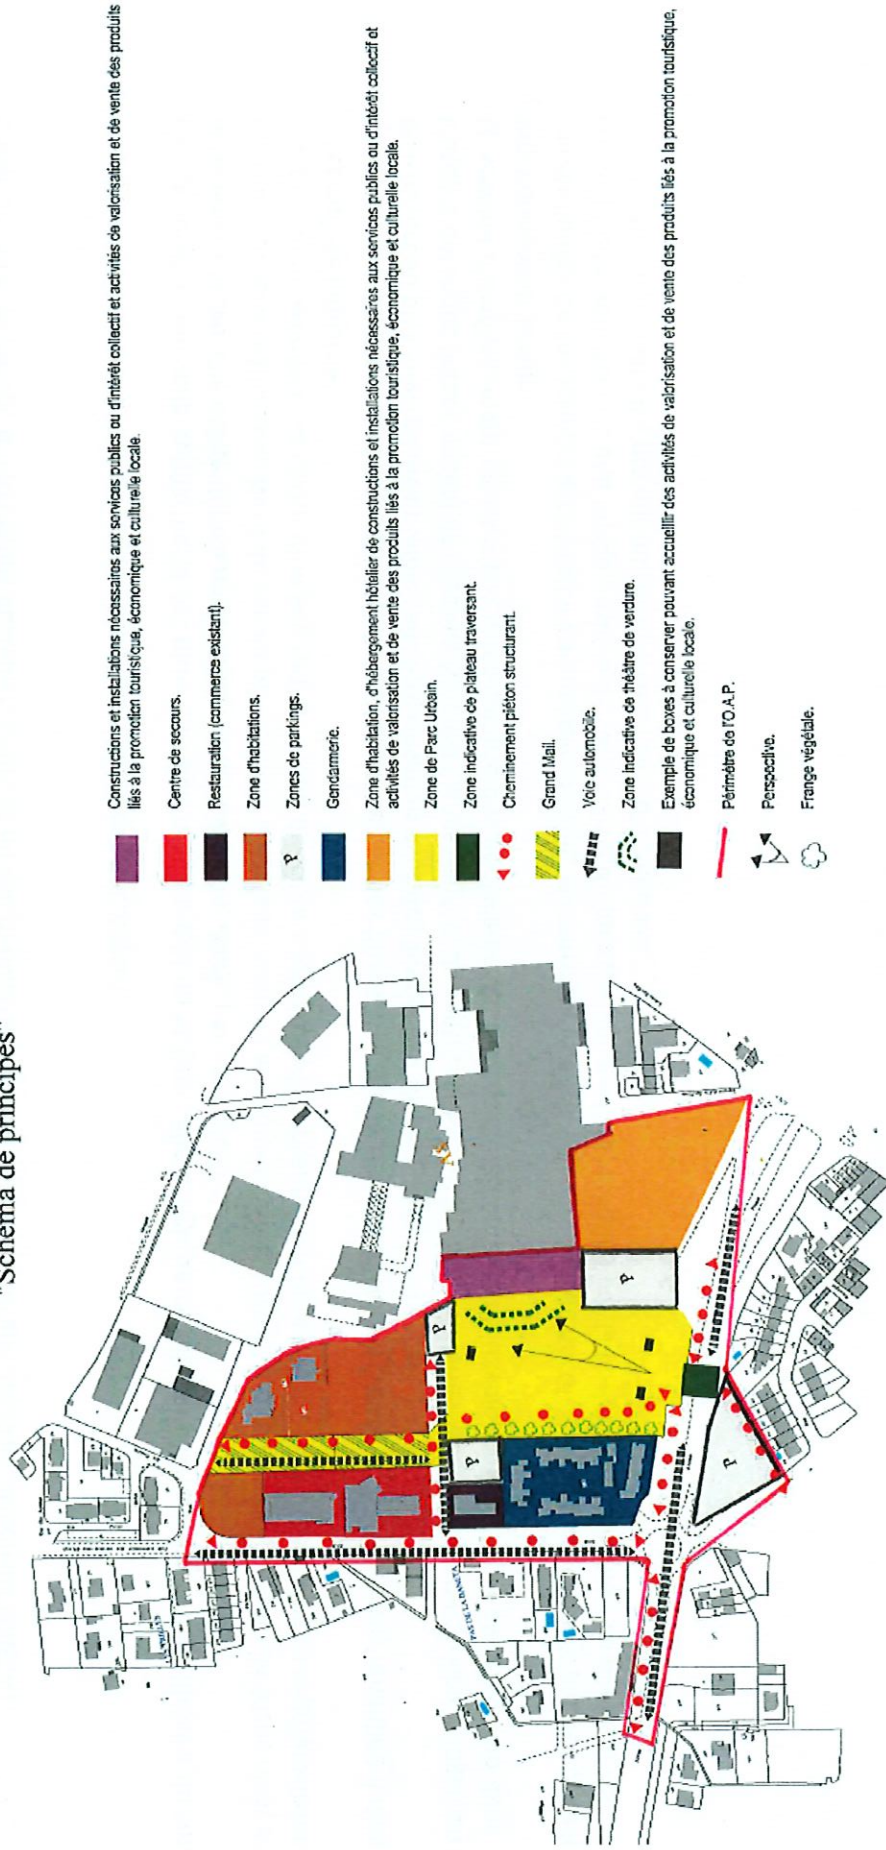 "Schéma de principes"
Constructions et installations nécessaires aux services publics ou d'intérêt collectif et activités de valorisation et de vente des produits
liés à la promotion touristique, économique et culturelle locale.
Centre de secours.
Restauration (commerce existant).
Zone d'habitations.
P
Zones de parkings.
Gendarmerie.
Zone d'habitation, d'hébergement hôtelier de constructions et installations nécessaires aux services publics ou d'intérêt collectif et
activités de valorisation et de vente des produits liés à la promotion touristique, économique et culturelle locale.
Zone de Parc Urbain.
Zone indicative de plateau traversant.
Cheminement piéton structurant.
Grand Mail.
Voie automobile.
Zone indicative de théâtre de verdure.
Exemple de boxes à conserver pouvant accueillir des activités de valorisation et de vente des produits liés à la promotion touristique,
économique et culturelle locale.
Périmètre de l'O.A.P.
Perspective.
Frange végétale.
P
P
P
P